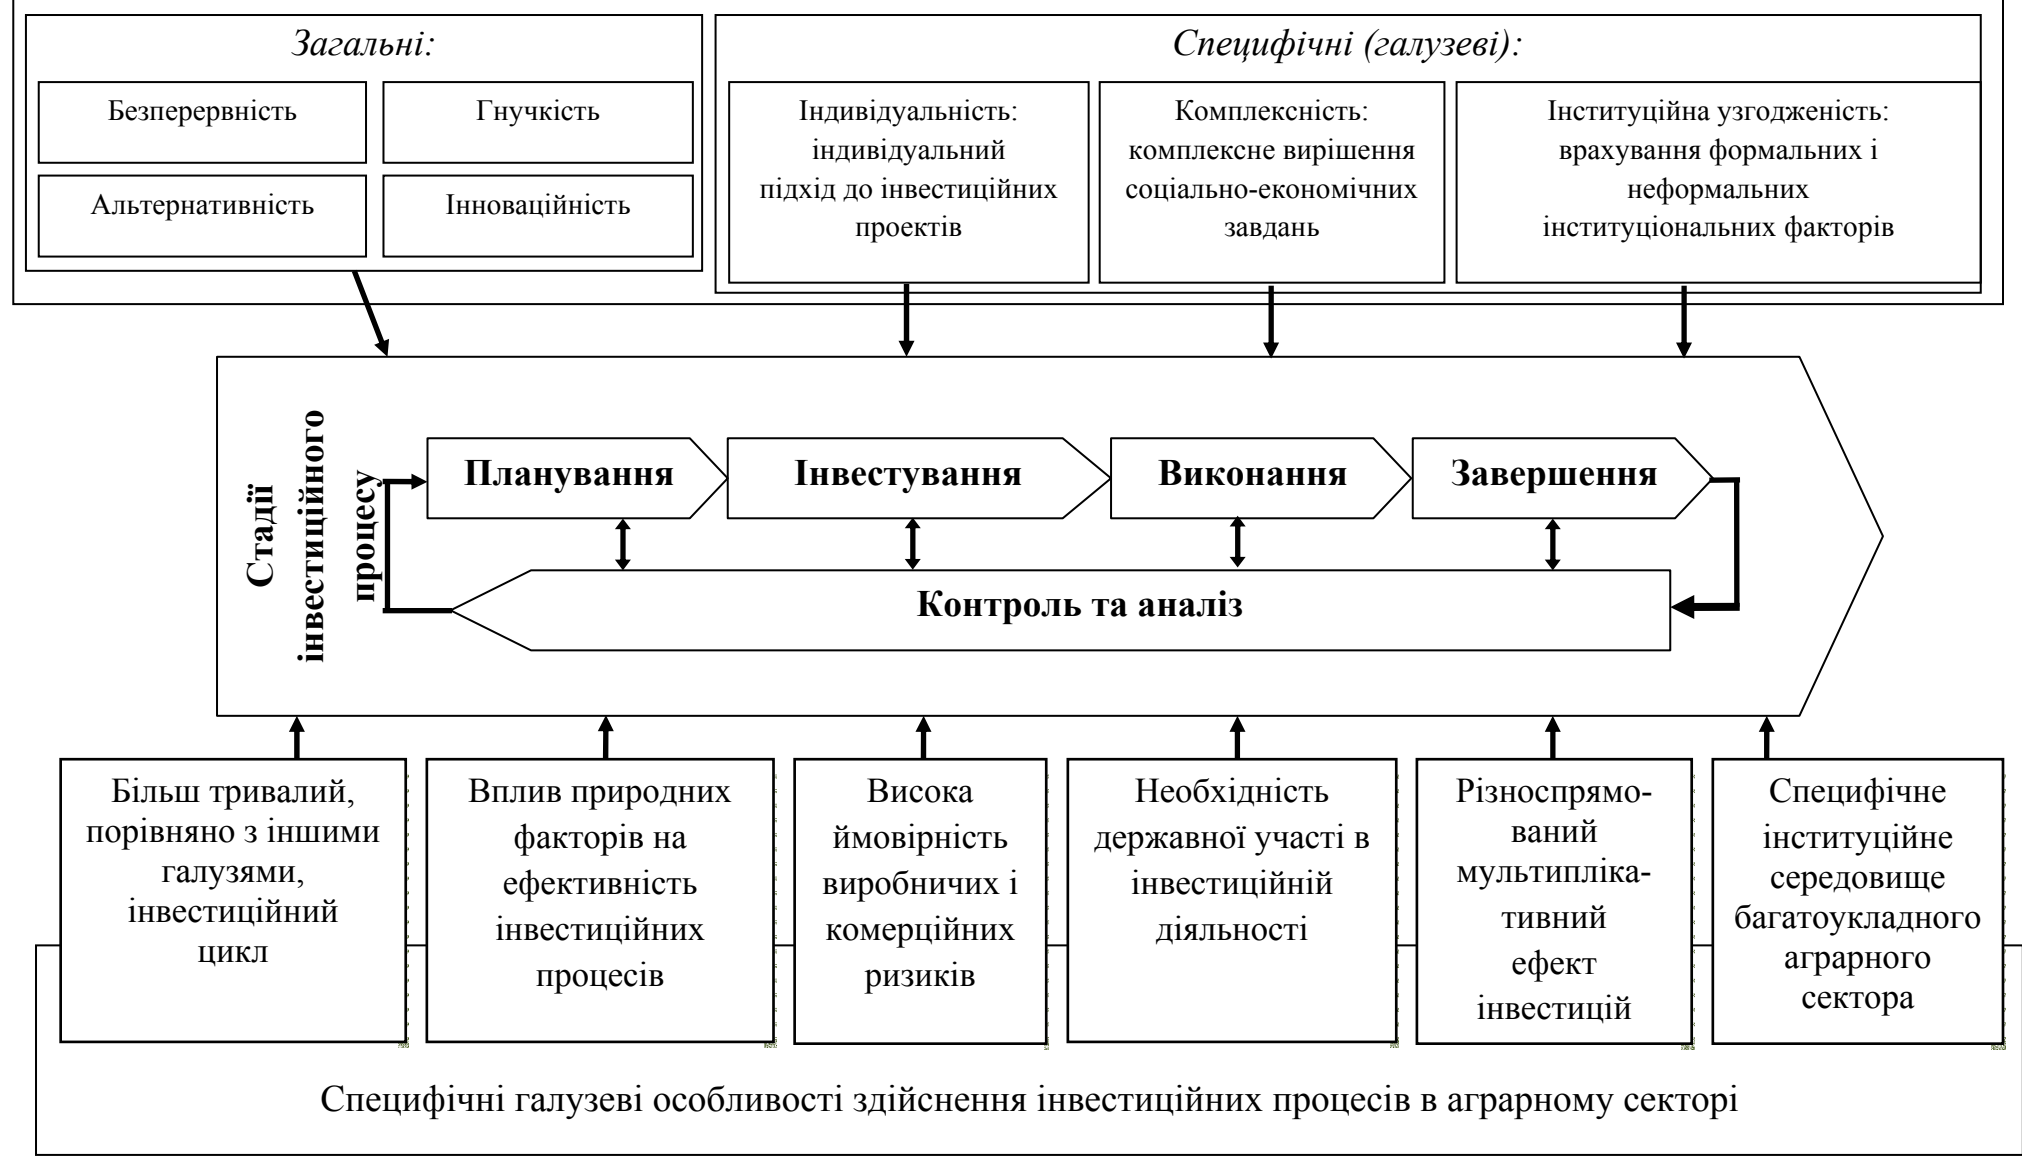 Загальні:
Безперервність
Гнучкість
Альтернативність
Інноваційність
Специфічні (галузеві):
Індивідуальність:
індивідуальний
підхід до інвестиційних
проектів
Комплексність:
комплексне вирішення
соціально-економічних
завдань
Інституційна узгодженість:
врахування формальних і
неформальних
інституціональних факторів
Стадії
інвестиційного
процесу
Планування
Інвестування
Виконання
Завершення
Контроль та аналіз
Більш тривалий,
порівняно з іншими
галузями,
інвестиційний
цикл
Вплив природних
факторів на
ефективність
інвестиційних
процесів
Висока
ймовірність
виробничих і
комерційних
ризиків
Необхідність
державної участі в
інвестиційній
діяльності
Різноспрямо-
ваний
мультипліка-
тивний
ефект
інвестицій
Специфічне
інституційне
середовище
багатоукладного
аграрного
сектора
Специфічні галузеві особливості здійснення інвестиційних процесів в аграрному секторі